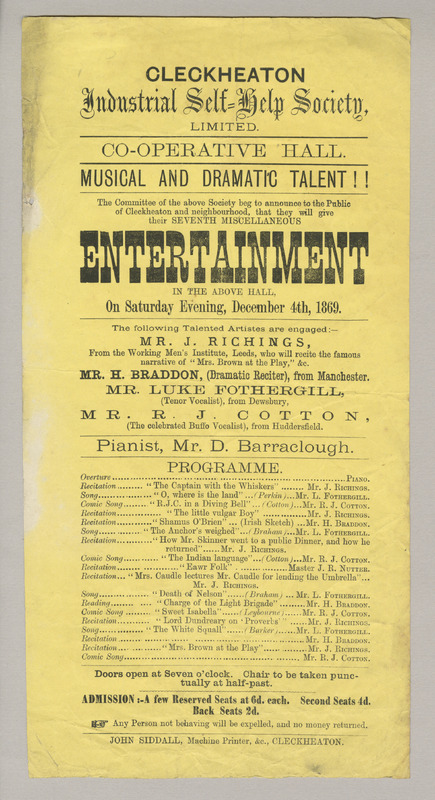 CLECKHEATON
Industrial Self-Help Society,
LIMITED.
CO-OPERATIVE HALL.
MUSICAL AND DRAMATIC TALENT!!
The Committee of the above Society beg to announce to the Public
of Cleckheaton and neighbourhood, that they will give
their SEVENTH MISCELLANEOUS
ENTERTAINMENT
IN THE ABOVE HALL,
On Saturday Evening, December 4th, 1869.
The following Talented Artistes are engaged:—
MR. J. RICHINGS,
From the Working Men's Institute, Leeds, who will recite the famous
narrative of "Mrs. Brown at the Play," &c.
MR. H. BRADDON, (Dramatic Reciter), from Manchester.
MR. LUKE FOTHERGILL,
(Tenor Vocalist), from Dewsbury,
MR. R. J. COTTON,
(The celebrated Buffo Vocalist), from Huddersfield.
Pianist, Mr. D. Barraclough.
PROGRAMME.
Overture ........ PIANO.
Recitation ........ "The Captain with the Whiskers" ........ MR. J. RICHINGS.
Song ........ "O, where is the land" ...(Perkin)... MR. L. FOTHERGILL.
Comic Song ........ "R.J.C. in a Diving Bell" ...(Cotton)... MR. R. J. COTTON.
Recitation ........ "The little vulgar Boy" ........ MR. J. RICHINGS.
Recitation ........ "Shamus O'Brien" ... (Irish Sketch) ... MR. H. BRADDON.
Song ........ "The Anchor's weighed" ...(Braham)... MR. L. FOTHERGILL.
Recitation ........ "How Mr. Skinner went to a public Dinner, and how he
returned" ...... MR. J. RICHINGS.
Comic Song ........ "The Indian language" ...(Cotton)... MR. R. J. COTTON.
Recitation ........ "Eawr Folk" ........ Master J. R. NUTTER.
Recitation ... "Mrs. Caudle lectures Mr. Caudle for lending the Umbrella"...
MR. J. RICHINGS.
Song ........ "Death of Nelson" ......(Braham) ... MR. L. FOTHERGILL.
Reading ........ "Charge of the Light Brigade" ........ MR. H. BRADDON.
Comic Song ........ "Sweet Isabella" ......(Leybourne) ... MR. R. J. COTTON.
Recitation ........ "Lord Dundreary on 'Proverbs'" ...... MR. J. RICHINGS.
Song ........ "The White Squall" ......(Barker)...... MR. L. FOTHERGILL.
Recitation ........ MR. H. BRADDON.
Recitation ........ "Mrs. Brown at the Play" ........ MR. J. RICHINGS.
Comic Song ........ MR. R. J. COTTON.
Doors open at Seven o'clock. Chair to be taken punc-
tually at half-past.
ADMISSION:-A few Reserved Seats at 6d. each. Second Seats 4d.
Back Seats 2d.
☞ Any Person not behaving will be expelled, and no money returned.
JOHN SIDDALL, Machine Printer, &c., CLECKHEATON.